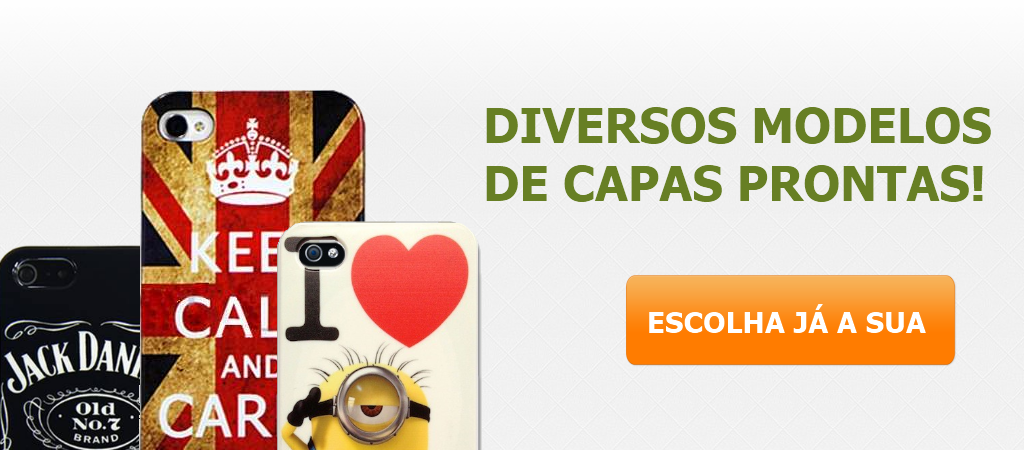 DIVERSOS MODELOS
DE CAPAS PRONTAS!
ESCOLHA JÁ A SUA
KEE
CAL
AND
CAR
I
JACK DANI
Old
No.7
BRAND